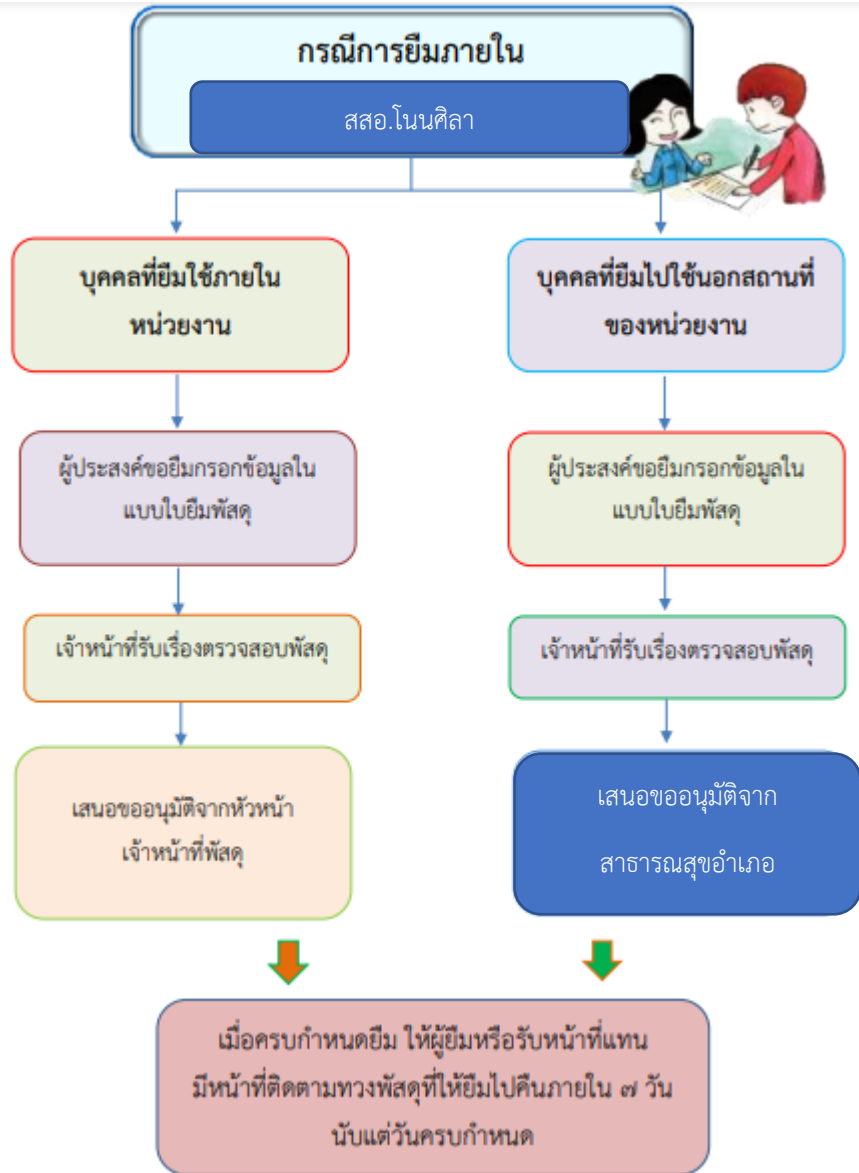 กรณีการยืมภายใน
สสอ.โนนศิลา
บุคคลที่ยืมใช้ภายใน
หน่วยงาน
ผู้ประสงค์ขอยืมกรอกข้อมูลใน
แบบใบยืมพัสดุ
เจ้าหน้าที่รับเรื่องตรวจสอบพัสดุ
เสนอขออนุมัติจากหัวหน้า
เจ้าหน้าที่พัสดุ
บุคคลที่ยืมไปใช้นอกสถานที่
ของหน่วยงาน
ผู้ประสงค์ขอยืมกรอกข้อมูลใน
แบบใบยืมพัสดุ
เจ้าหน้าที่รับเรื่องตรวจสอบพัสดุ
เสนอขออนุมัติจาก
สาธารณสุขอำเภอ
เมื่อครบกำหนดยืม ให้ผู้ยืมหรือรับหน้าที่แทน
มีหน้าที่ติดตามทวงพัสดุที่ให้ยืมไปคืนภายใน ๗ วัน
นับแต่วันครบกำหนด